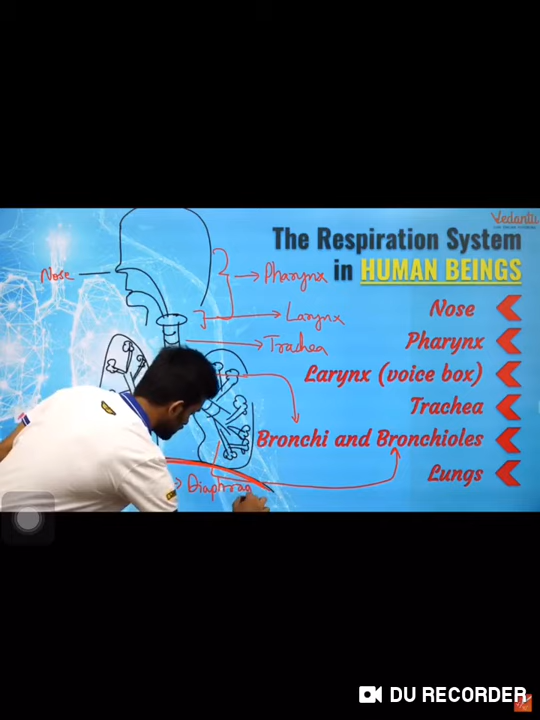 Vedantu
The Respiration System
in HUMAN BEINGS
Nose
Pharynx
Larynx
Trachea
Nose
Pharynx
Larynx (voice box)
Trachea
Bronchi and Bronchioles
Lungs
Diaphrag
DU RECORDER